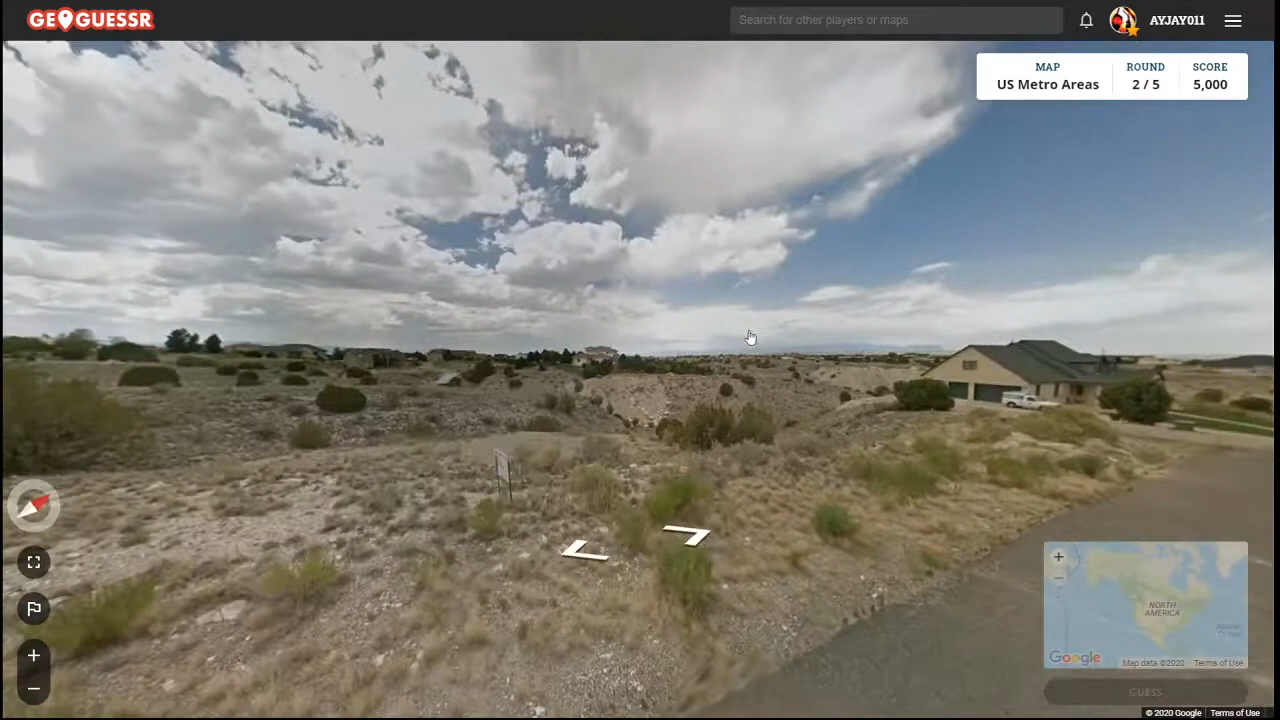 GEOGUESSR
Search for other players or maps
AYJAY011
MAP
US Metro Areas
ROUND
2 / 5
SCORE
5,000
+
−
NORTH AMERICA
Google
Map data ©2020
Terms of Use
GUESS
+
−
© 2020 Google
Terms of Use